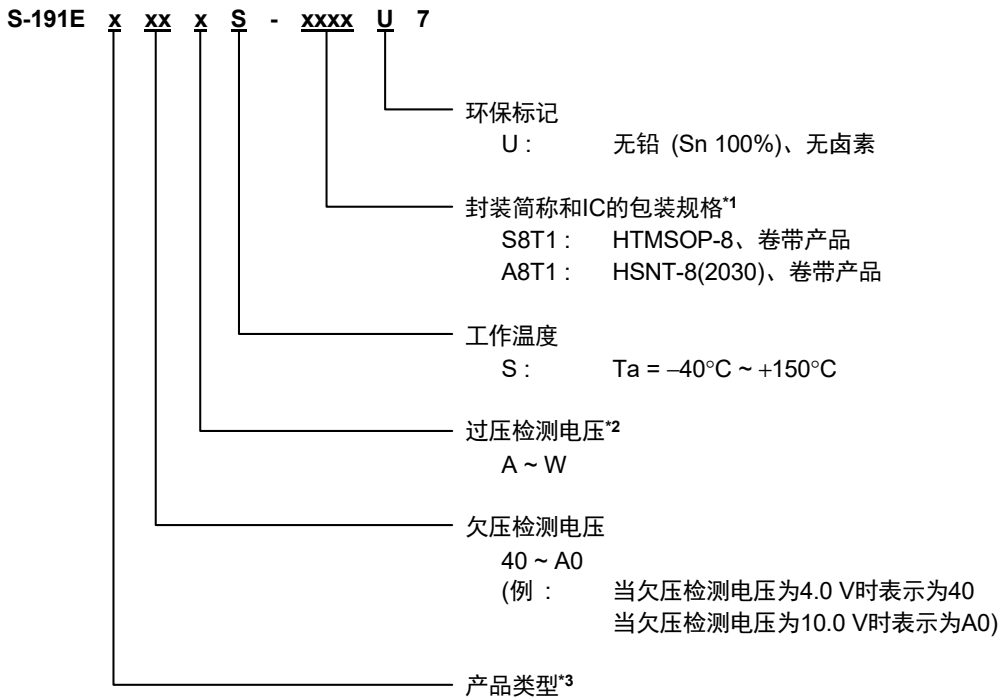 S-191E x xx x S - xxxx U 7
环保标记
U : 无铅 (Sn 100%)、无卤素
封装简称和IC的包装规格*1
S8T1 : HTMSOP-8、卷带产品
A8T1 : HSNT-8(2030)、卷带产品
工作温度
S : Ta = −40°C ~ +150°C
过压检测电压*2
A ~ W
欠压检测电压
40 ~ A0
(例 : 当欠压检测电压为4.0 V时表示为40
当欠压检测电压为10.0 V时表示为A0)
产品类型*3